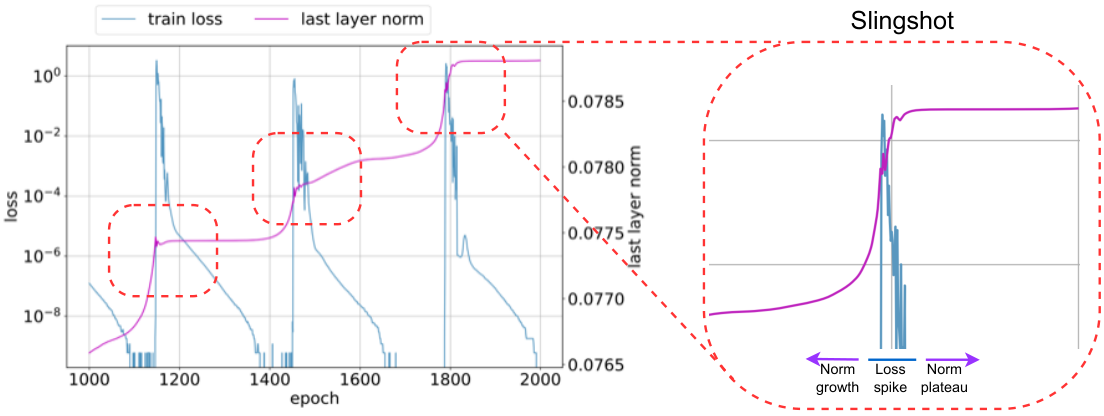 train loss
last layer norm
Slingshot
10^0
10^-2
10^-4
10^-6
10^-8
loss
0.0785
0.0780
0.0775
0.0770
0.0765
last layer norm
1000
1200
1400
1600
1800
2000
epoch
Norm
growth
Loss
spike
Norm
plateau